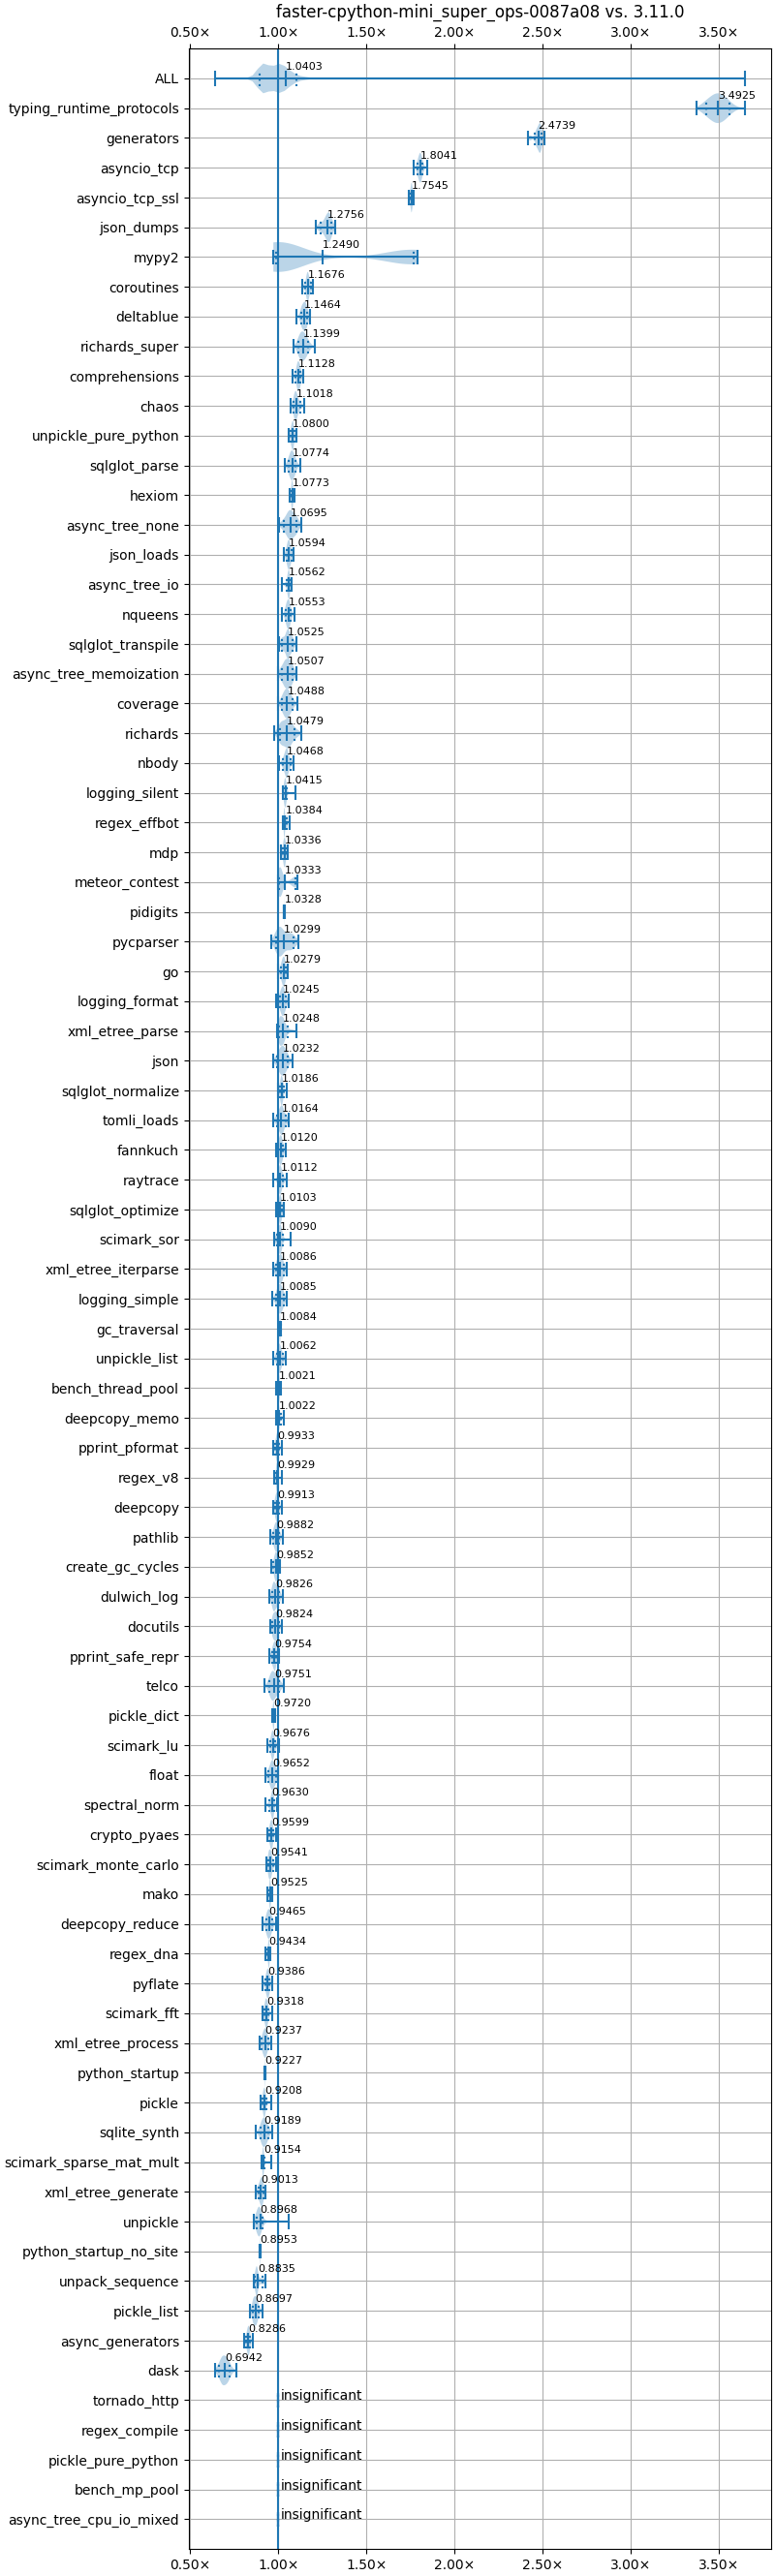 faster-cpython-mini_super_ops-0087a08 vs. 3.11.0
0.50× 1.00× 1.50× 2.00× 2.50× 3.00× 3.50×
ALL 1.0403
typing_runtime_protocols 3.4925
generators 2.4739
asyncio_tcp 1.8041
asyncio_tcp_ssl 1.7545
json_dumps 1.2756
mypy2 1.2490
coroutines 1.1676
deltablue 1.1464
richards_super 1.1399
comprehensions 1.1128
chaos 1.1018
unpickle_pure_python 1.0800
sqlglot_parse 1.0774
hexiom 1.0773
async_tree_none 1.0695
json_loads 1.0594
async_tree_io 1.0562
nqueens 1.0553
sqlglot_transpile 1.0525
async_tree_memoization 1.0507
coverage 1.0488
richards 1.0479
nbody 1.0468
logging_silent 1.0415
regex_effbot 1.0384
mdp 1.0336
meteor_contest 1.0333
pidigits 1.0328
pycparser 1.0299
go 1.0279
logging_format 1.0245
xml_etree_parse 1.0248
json 1.0232
sqlglot_normalize 1.0186
tomli_loads 1.0164
fannkuch 1.0120
raytrace 1.0112
sqlglot_optimize 1.0103
scimark_sor 1.0090
xml_etree_iterparse 1.0086
logging_simple 1.0085
gc_traversal 1.0084
unpickle_list 1.0062
bench_thread_pool 1.0021
deepcopy_memo 1.0022
pprint_pformat 0.9933
regex_v8 0.9929
deepcopy 0.9913
pathlib 0.9882
create_gc_cycles 0.9852
dulwich_log 0.9826
docutils 0.9824
pprint_safe_repr 0.9754
telco 0.9751
pickle_dict 0.9720
scimark_lu 0.9676
float 0.9652
spectral_norm 0.9630
crypto_pyaes 0.9599
scimark_monte_carlo 0.9541
mako 0.9525
deepcopy_reduce 0.9465
regex_dna 0.9434
pyflate 0.9386
scimark_fft 0.9318
xml_etree_process 0.9237
python_startup 0.9227
pickle 0.9208
sqlite_synth 0.9189
scimark_sparse_mat_mult 0.9154
xml_etree_generate 0.9013
unpickle 0.8968
python_startup_no_site 0.8953
unpack_sequence 0.8835
pickle_list 0.8697
async_generators 0.8286
dask 0.6942
tornado_http insignificant
regex_compile insignificant
pickle_pure_python insignificant
bench_mp_pool insignificant
async_tree_cpu_io_mixed insignificant
0.50× 1.00× 1.50× 2.00× 2.50× 3.00× 3.50×